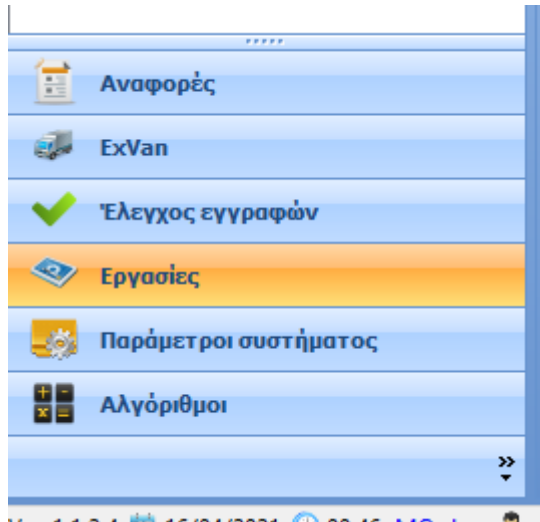 Αναφορές
ExVan
Έλεγχος εγγραφών
Εργασίες
Παράμετροι συστήματος
Αλγόριθμοι